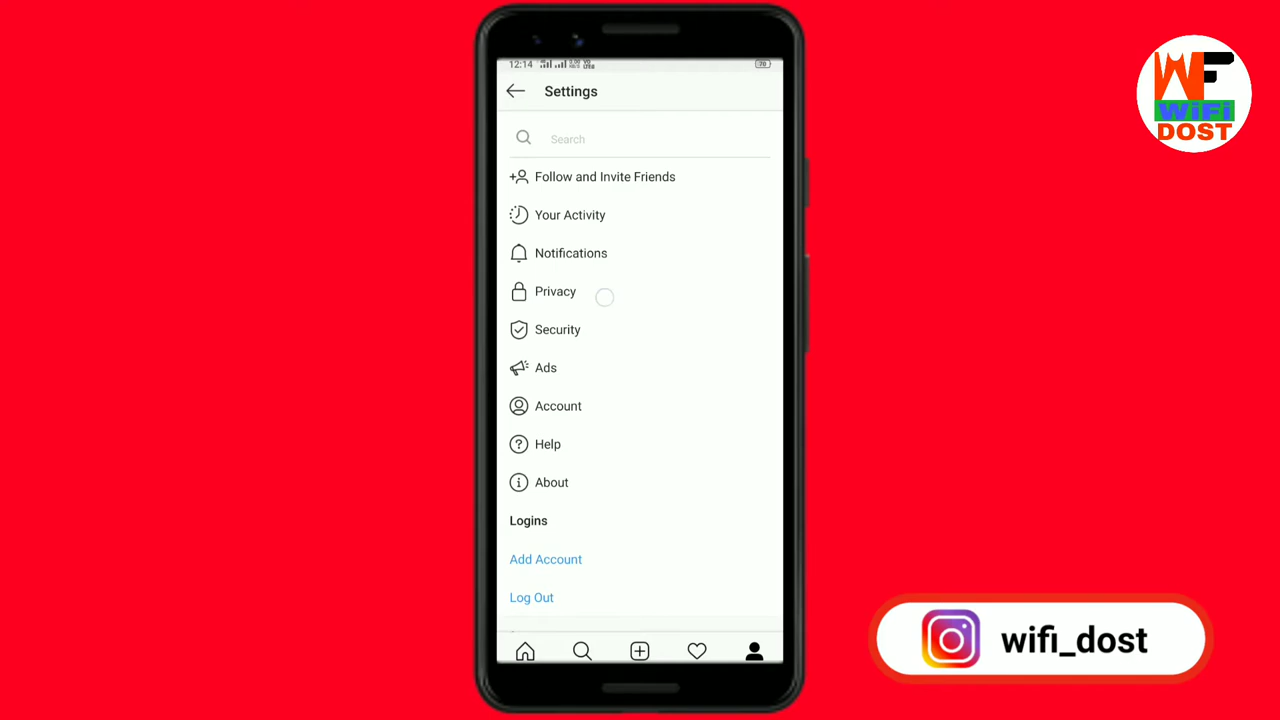 12:14
70
Settings
Search
Follow and Invite Friends
Your Activity
Notifications
Privacy
Security
Ads
Account
Help
About
Logins
Add Account
Log Out
WF
WiFi
DOST
wifi_dost